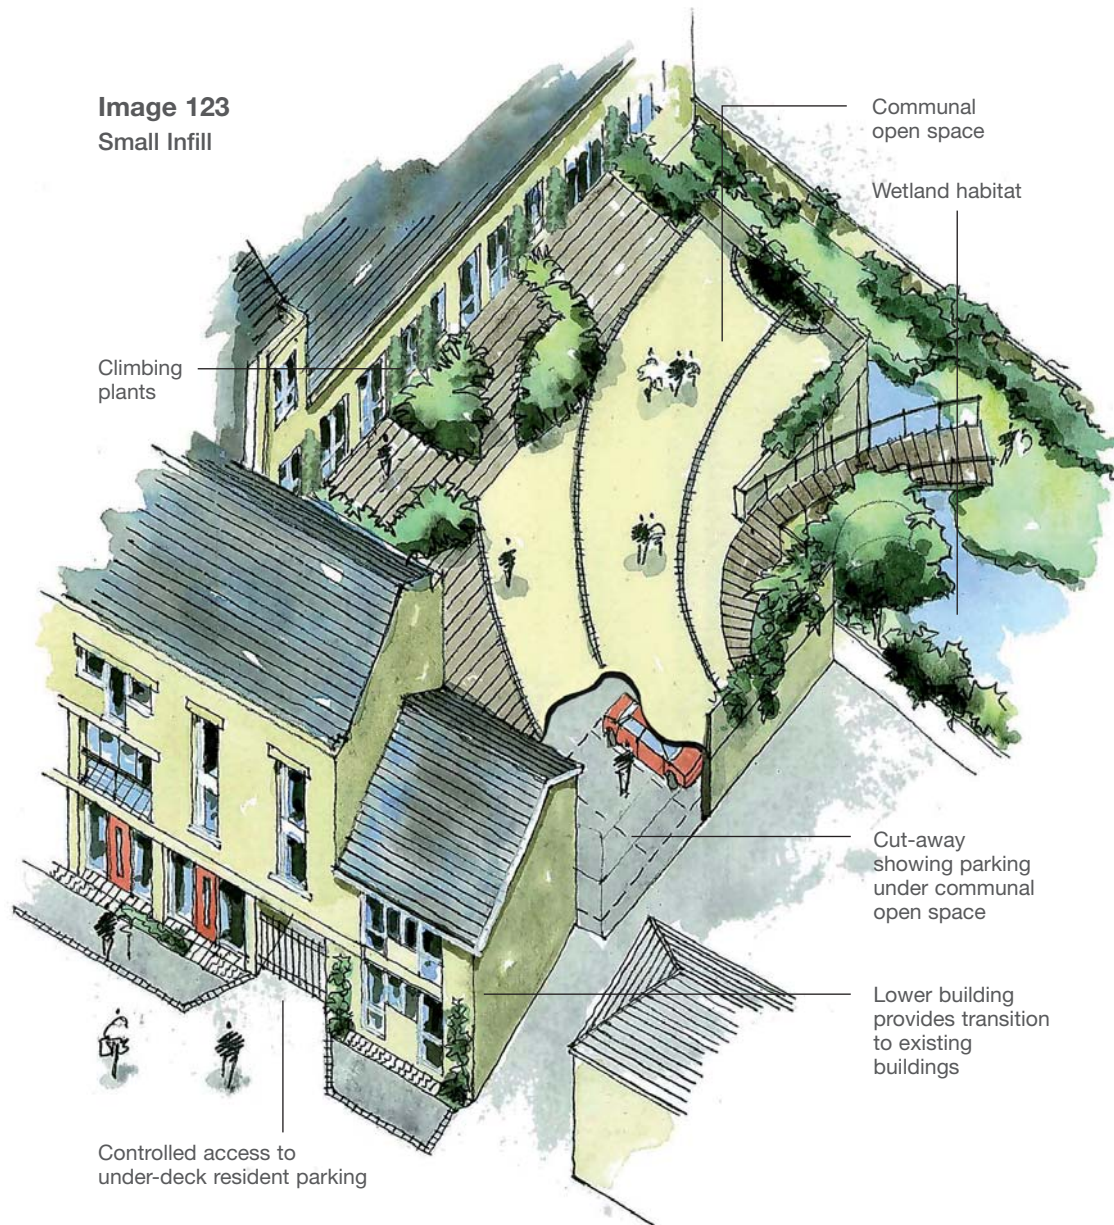 Image 123
Small Infill
Communal
open space
Wetland habitat
Climbing
plants
Cut-away
showing parking
under communal
open space
Lower building
provides transition
to existing
buildings
Controlled access to
under-deck resident parking